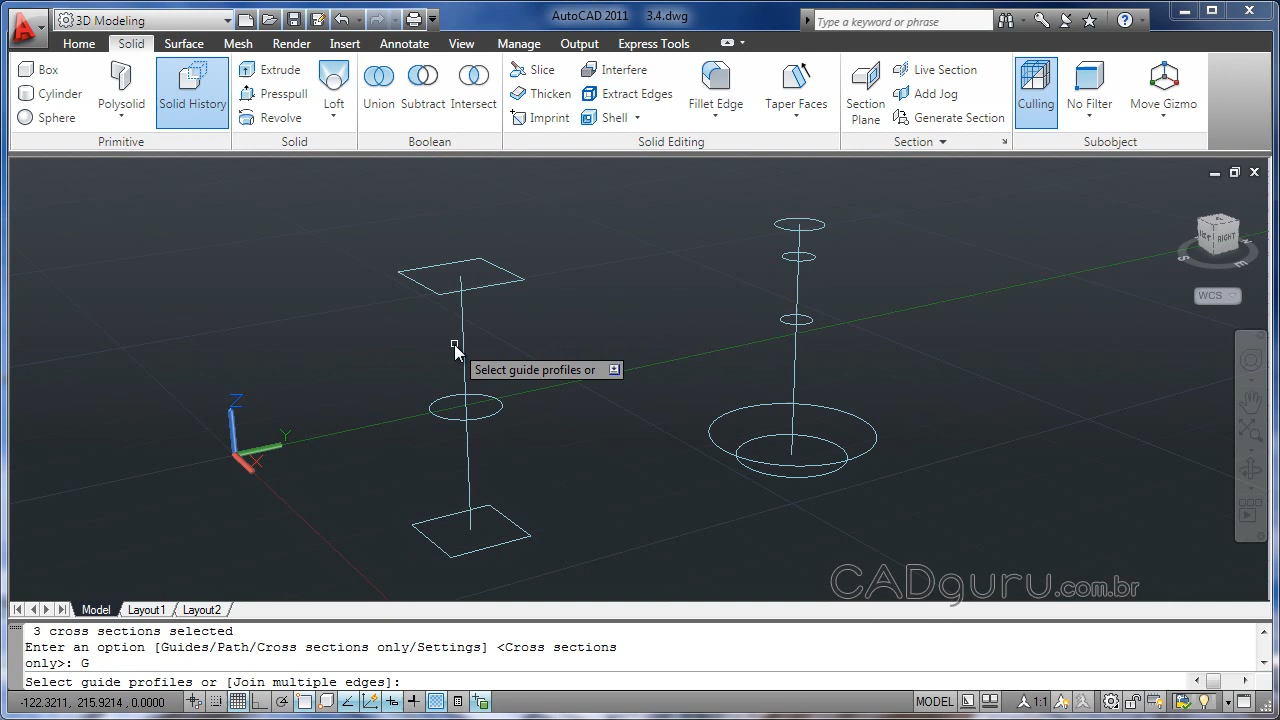 3D Modeling
AutoCAD 2011 3.4.dwg
Type a keyword or phrase
Home Solid Surface Mesh Render Insert Annotate View Manage Output Express Tools
Box
Cylinder
Sphere
Polysolid
Solid History
Primitive
Extrude
Presspull
Revolve
Loft
Solid
Union Subtract Intersect
Boolean
Slice
Thicken
Imprint
Interfere
Extract Edges
Shell
Fillet Edge
Taper Faces
Solid Editing
Section
Plane
Live Section
Add Jog
Generate Section
Section
Culling
No Filter
Move Gizmo
Subobject
RIGHT
S
E
WCS
Select guide profiles or
Z
Y
X
CADguru.com.br
Model Layout1 Layout2
3 cross sections selected
Enter an option [Guides/Path/Cross sections only/Settings] <Cross sections
only>: G
Select guide profiles or [Join multiple edges]:
-122.3211, 215.9214, 0.0000
MODEL
1:1